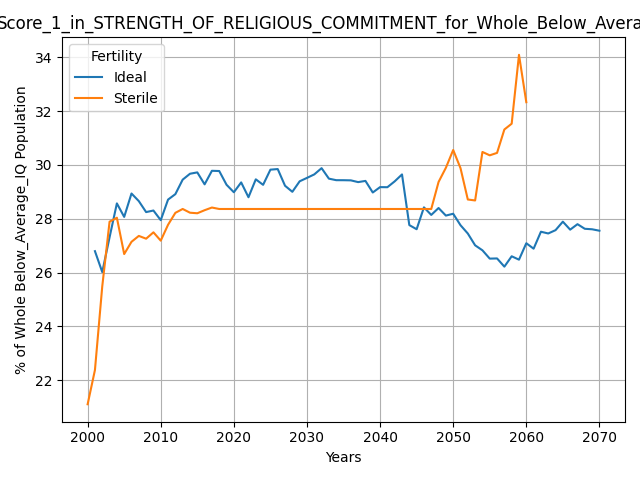 Score_1_in_STRENGTH_OF_RELIGIOUS_COMMITMENT_for_Whole_Below_Avera
Fertility
Ideal
Sterile
34
32
30
28
26
24
22
% of Whole Below_Average_IQ Population
2000 2010 2020 2030 2040 2050 2060 2070
Years